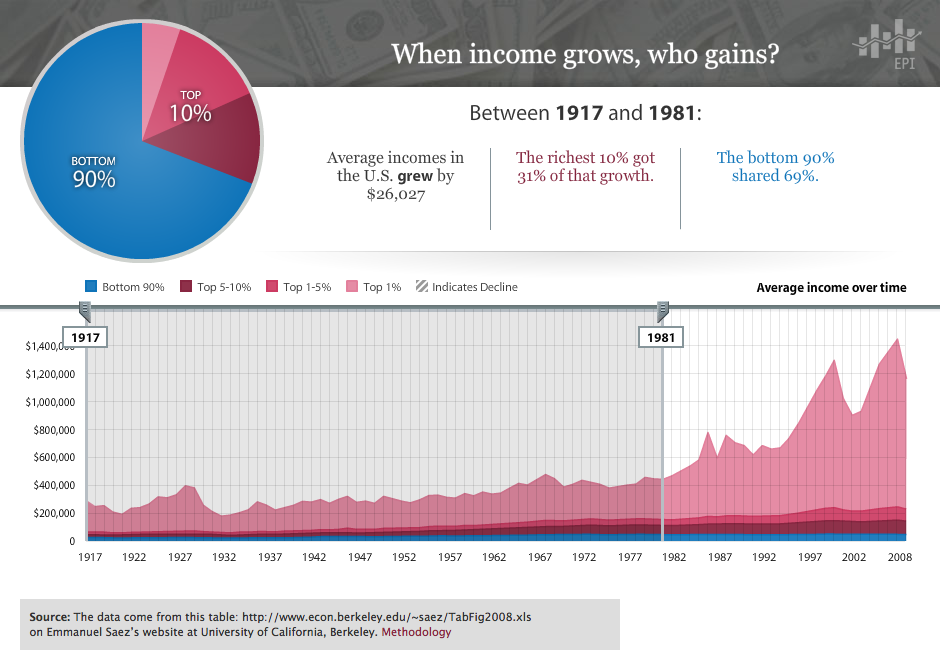 When income grows, who gains?
EPI
TOP
10%
BOTTOM
90%
Between 1917 and 1981:
Average incomes in
the U.S. grew by
$26,027
The richest 10% got
31% of that growth.
The bottom 90%
shared 69%.
Bottom 90% Top 5-10% Top 1-5% Top 1% Indicates Decline
Average income over time
1917 1981
$1,400,000
$1,200,000
$1,000,000
$800,000
$600,000
$400,000
$200,000
0
1917 1922 1927 1932 1937 1942 1947 1952 1957 1962 1967 1972 1977 1982 1987 1992 1997 2002 2008
Source: The data come from this table: http://www.econ.berkeley.edu/~saez/TabFig2008.xls
on Emmanuel Saez's website at University of California, Berkeley. Methodology